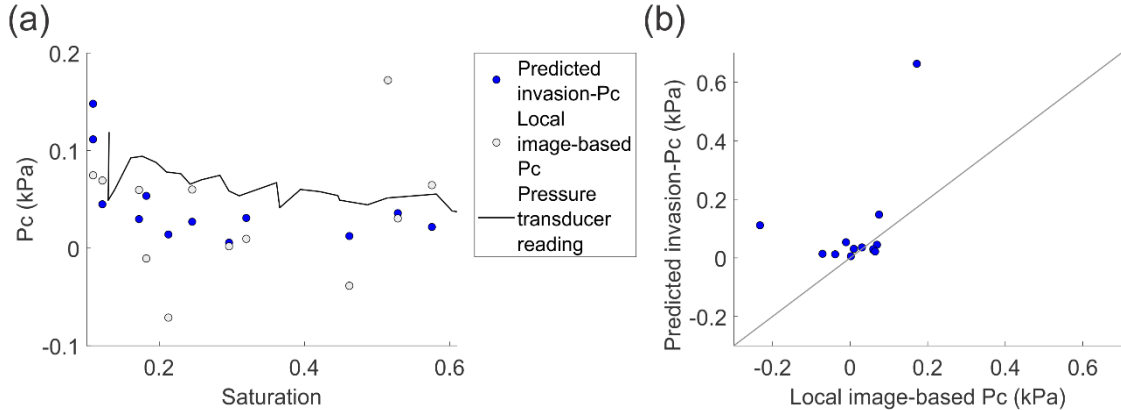 (a)
0.2
0.1
0
-0.1
Pc (kPa)
0.2
0.4
0.6
Saturation
Predicted
invasion-Pc
Local
image-based
Pc
Pressure
transducer
reading
(b)
0.6
0.4
0.2
0
-0.2
Predicted invasion-Pc (kPa)
-0.2
0
0.2
0.4
0.6
Local image-based Pc (kPa)